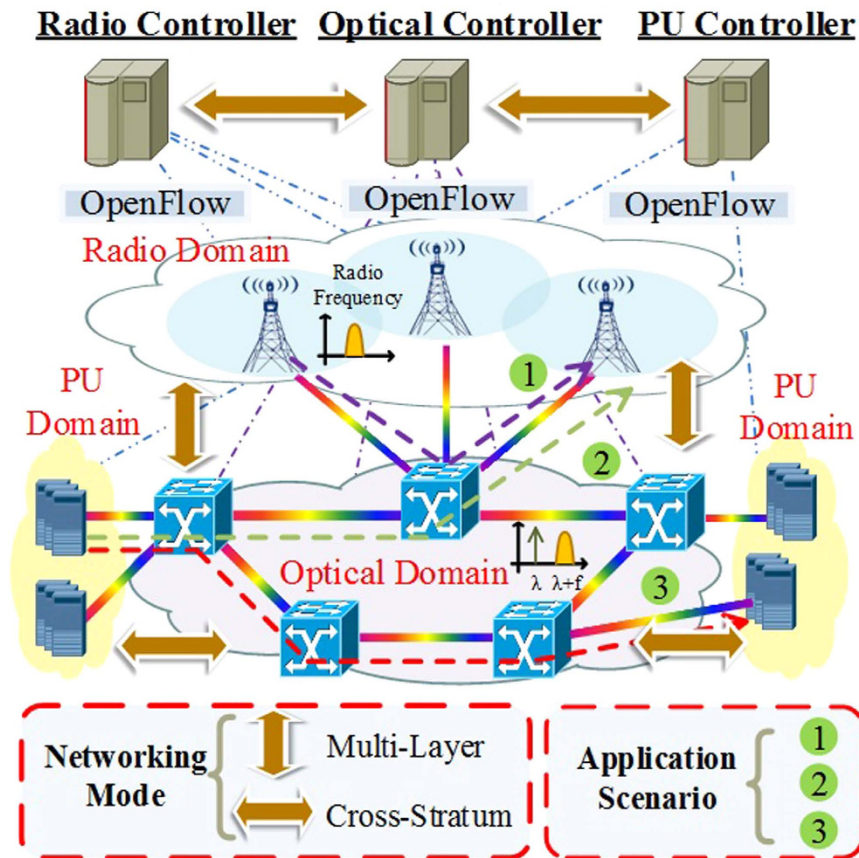 Radio Controller Optical Controller PU Controller
OpenFlow OpenFlow OpenFlow
Radio Domain
Radio
Frequency
1
PU
Domain
PU
Domain
2
Optical Domain
λ λ+f
3
Networking
Mode
Multi-Layer
Cross-Stratum
Application
Scenario
1
2
3